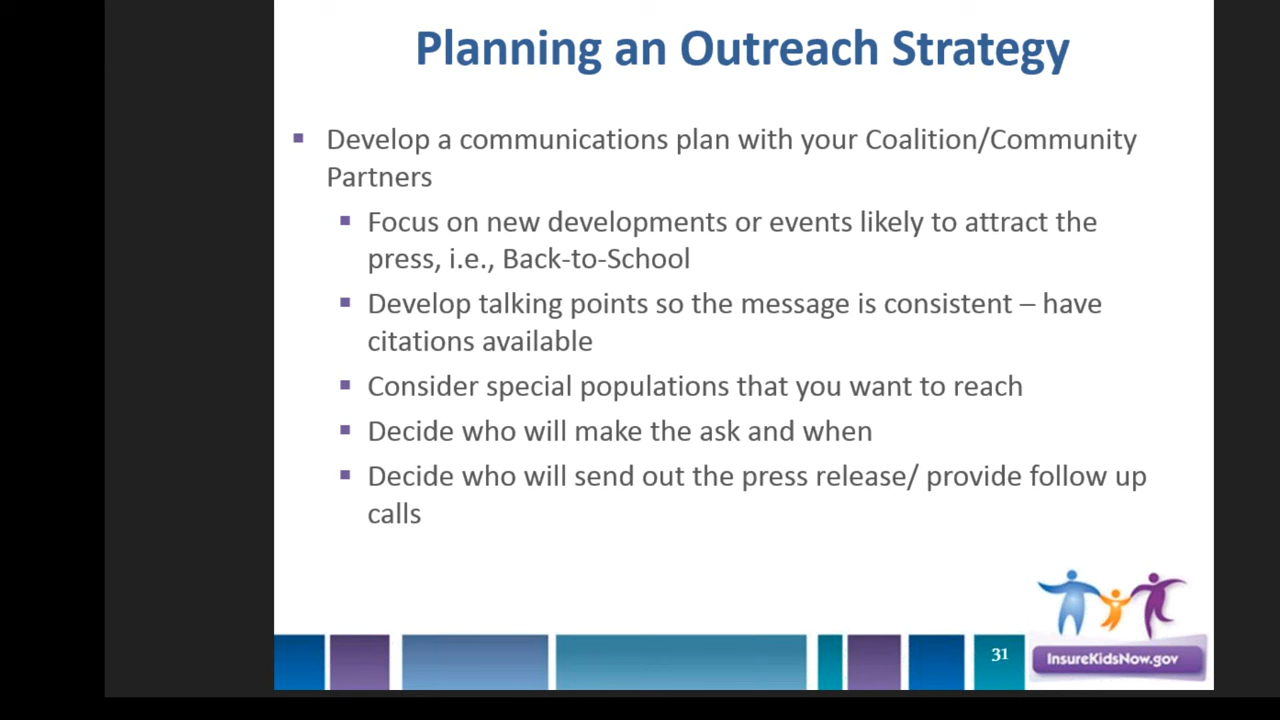 Planning an Outreach Strategy
Develop a communications plan with your Coalition/Community
Partners
Focus on new developments or events likely to attract the
press, i.e., Back-to-School
Develop talking points so the message is consistent – have
citations available
Consider special populations that you want to reach
Decide who will make the ask and when
Decide who will send out the press release/ provide follow up
calls
31
InsureKidsNow.gov